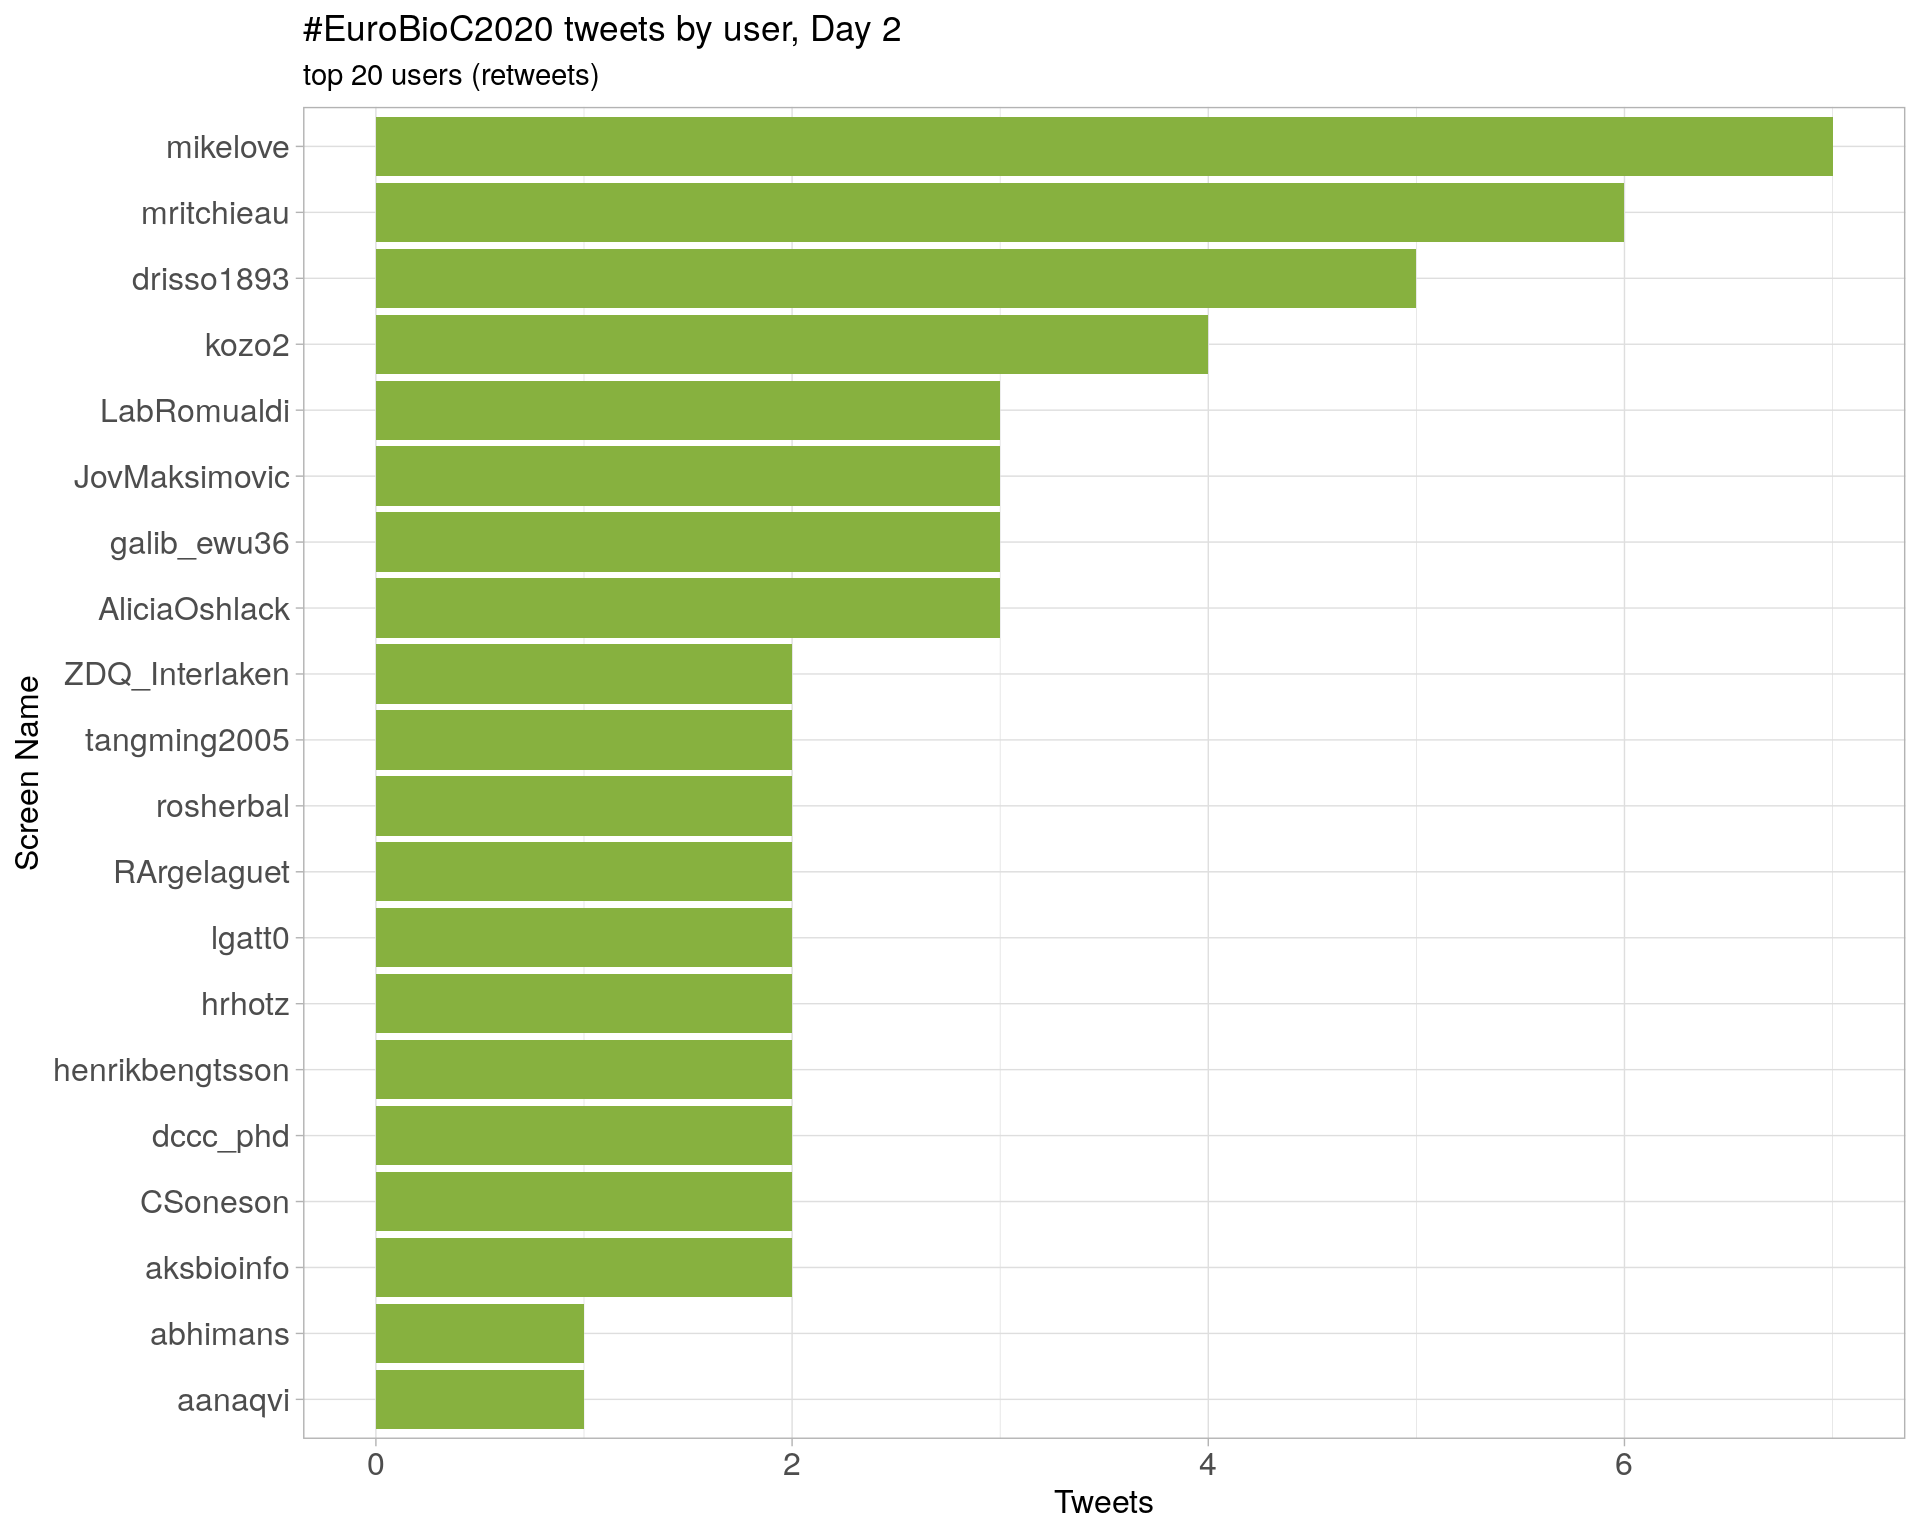 #EuroBioC2020 tweets by user, Day 2
top 20 users (retweets)
Screen Name
mikelove
mritchieau
drisso1893
kozo2
LabRomualdi
JovMaksimovic
galib_ewu36
AliciaOshlack
ZDQ_Interlaken
tangming2005
rosherbal
RArgelaguet
lgatt0
hrhotz
henrikbengtsson
dccc_phd
CSoneson
aksbioinfo
abhimans
aanaqvi
0 2 4 6
Tweets